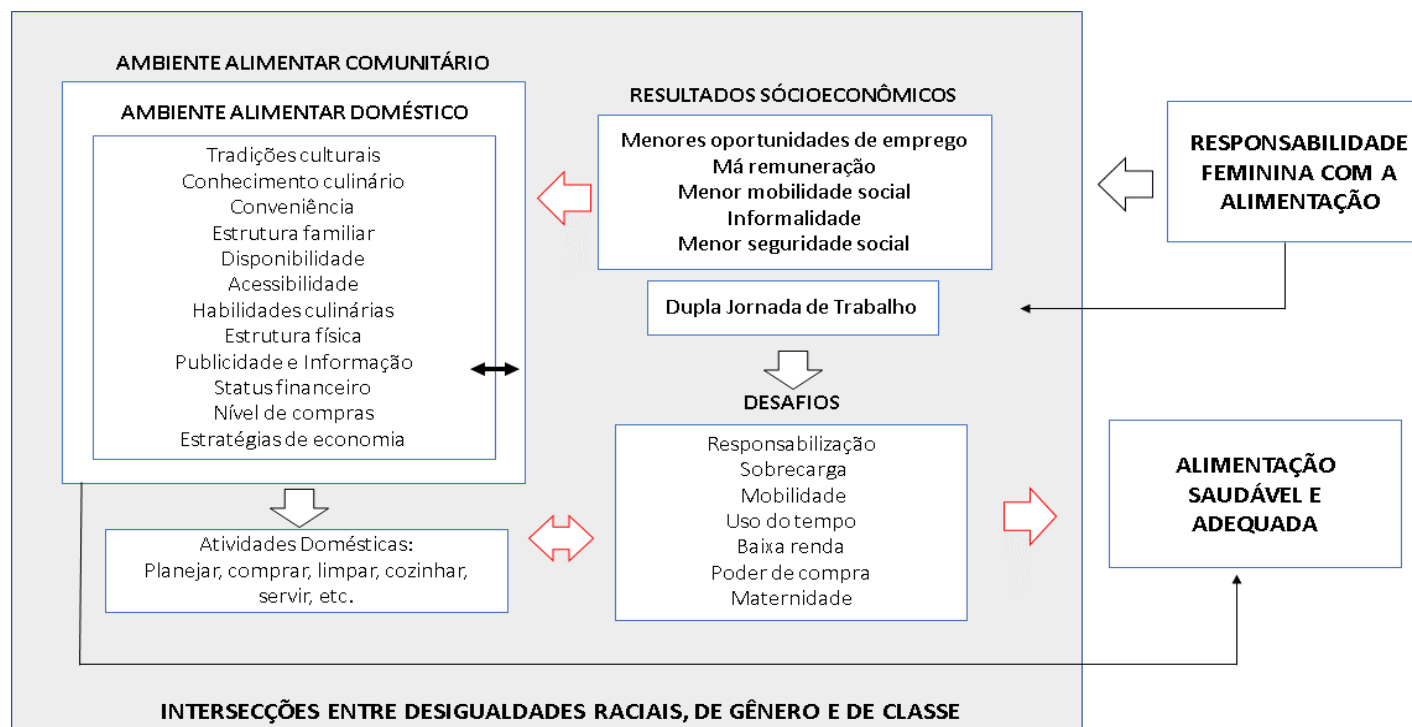 AMBIENTE ALIMENTAR COMUNITÁRIO
AMBIENTE ALIMENTAR DOMÉSTICO
Tradições culturais
Conhecimento culinário
Conveniência
Estrutura familiar
Disponibilidade
Acessibilidade
Habilidades culinárias
Estrutura física
Publicidade e Informação
Status financeiro
Nível de compras
Estratégias de economia
Atividades Domésticas:
Planejar, comprar, limpar, cozinhar,
servir, etc.
RESULTADOS SÓCIOECONÔMICOS
Menores oportunidades de emprego
Má remuneração
Menor mobilidade social
Informalidade
Menor seguridade social
Dupla Jornada de Trabalho
DESAFIOS
Responsabilização
Sobrecarga
Mobilidade
Uso do tempo
Baixa renda
Poder de compra
Maternidade
RESPONSABILIDADE
FEMININA COM A
ALIMENTAÇÃO
ALIMENTAÇÃO
SAUDÁVEL E
ADEQUADA
INTERSECÇÕES ENTRE DESIGUALDADES RACIAIS, DE GÊNERO E DE CLASSE